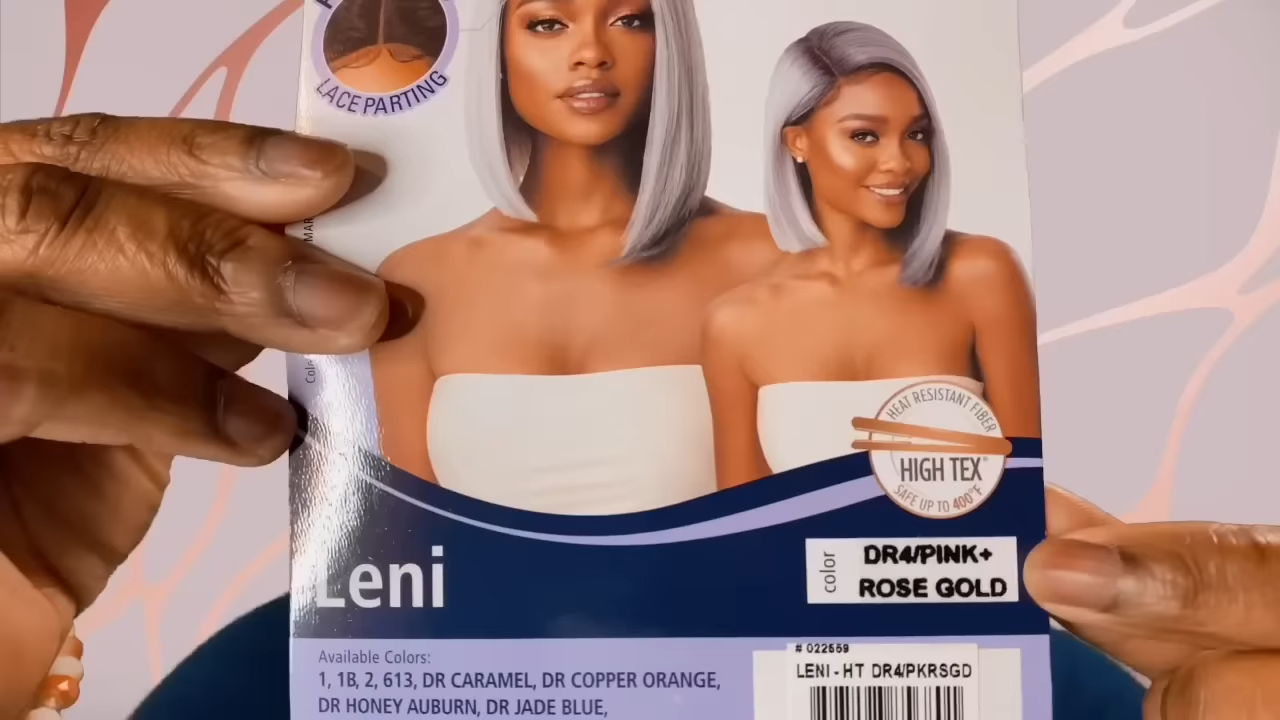 LACE PARTING
MAR
HEAT RESISTANT FIBER
HIGH TEX®
SAFE UP TO 400°F
Leni
color
DR4/PINK+
ROSE GOLD
Available Colors:
1, 1B, 2, 613, DR CARAMEL, DR COPPER ORANGE,
DR HONEY AUBURN, DR JADE BLUE,
# 022559
LENI - HT DR4/PKRSGD